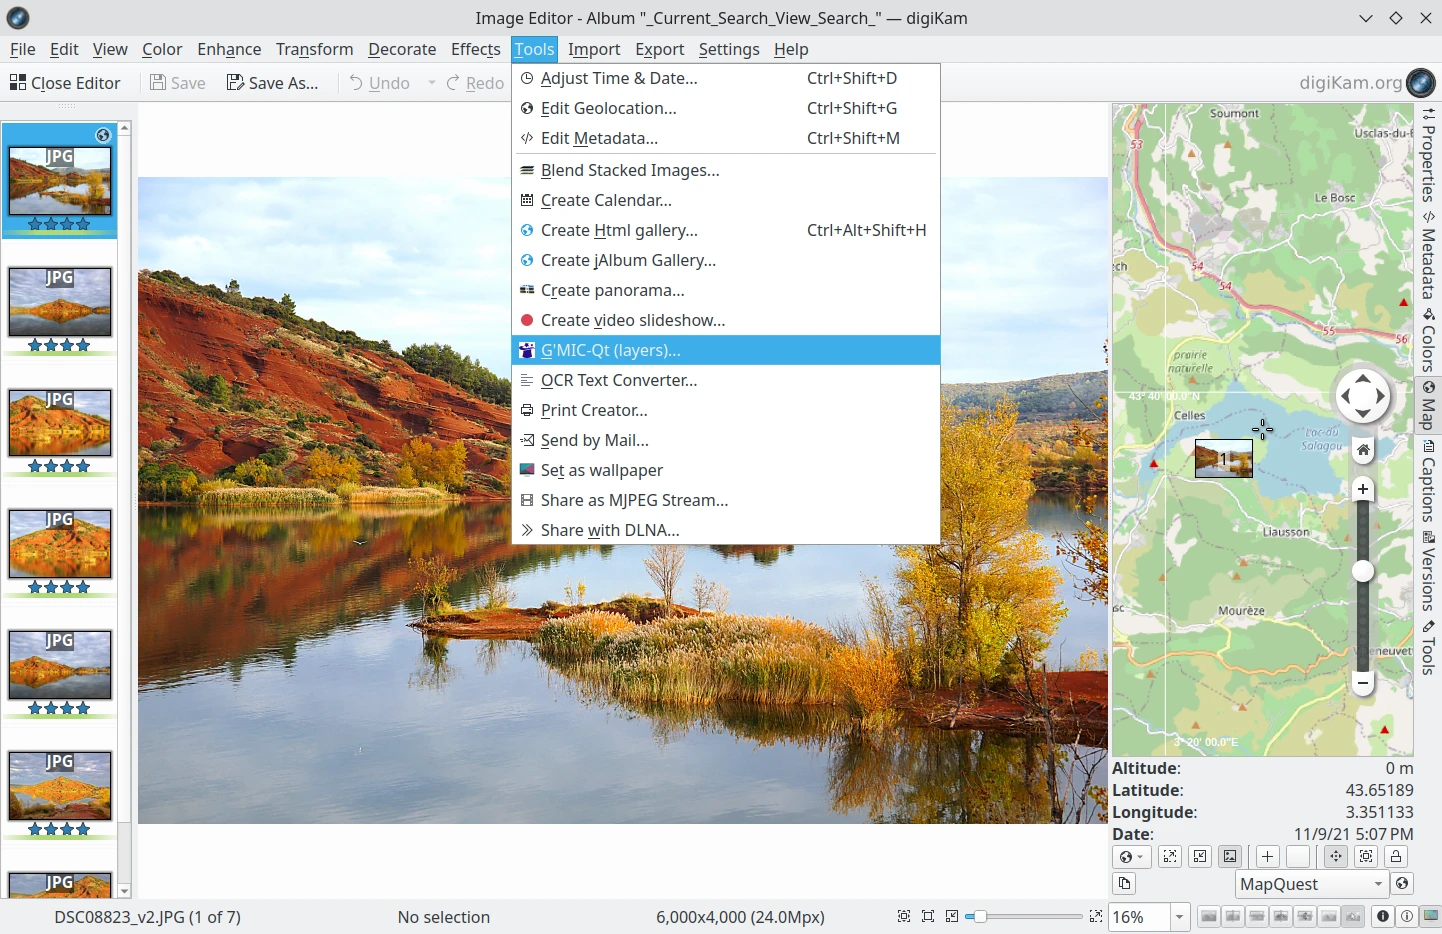 Image Editor - Album "_Current_Search_View_Search_" — digiKam
File Edit View Color Enhance Transform Decorate Effects Tools Import Export Settings Help
Close Editor Save Save As... Undo Redo digiKam.org
Adjust Time & Date... Ctrl+Shift+D
Edit Geolocation... Ctrl+Shift+G
Edit Metadata... Ctrl+Shift+M
Blend Stacked Images...
Create Calendar...
Create Html gallery... Ctrl+Alt+Shift+H
Create jAlbum Gallery...
Create panorama...
Create video slideshow...
G'MIC-Qt (layers)...
OCR Text Converter...
Print Creator...
Send by Mail...
Set as wallpaper
Share as MJPEG Stream...
Share with DLNA...
JPG
JPG
JPG
JPG
JPG
JPG
JPG
Soumont
Usclas-du-B
53
Le Bosc
54
54
55
56
prairie
naturelle
43° 40' 00.0"N
Celles
Lac du
Salagou
1
Liausson
Mourèze
3° 20' 00.0"E
Properties
Metadata
Colors
Map
Captions
Versions
Tools
Altitude: 0 m
Latitude: 43.65189
Longitude: 3.351133
Date: 11/9/21 5:07 PM
MapQuest
DSC08823_v2.JPG (1 of 7) No selection 6,000x4,000 (24.0Mpx) 16%